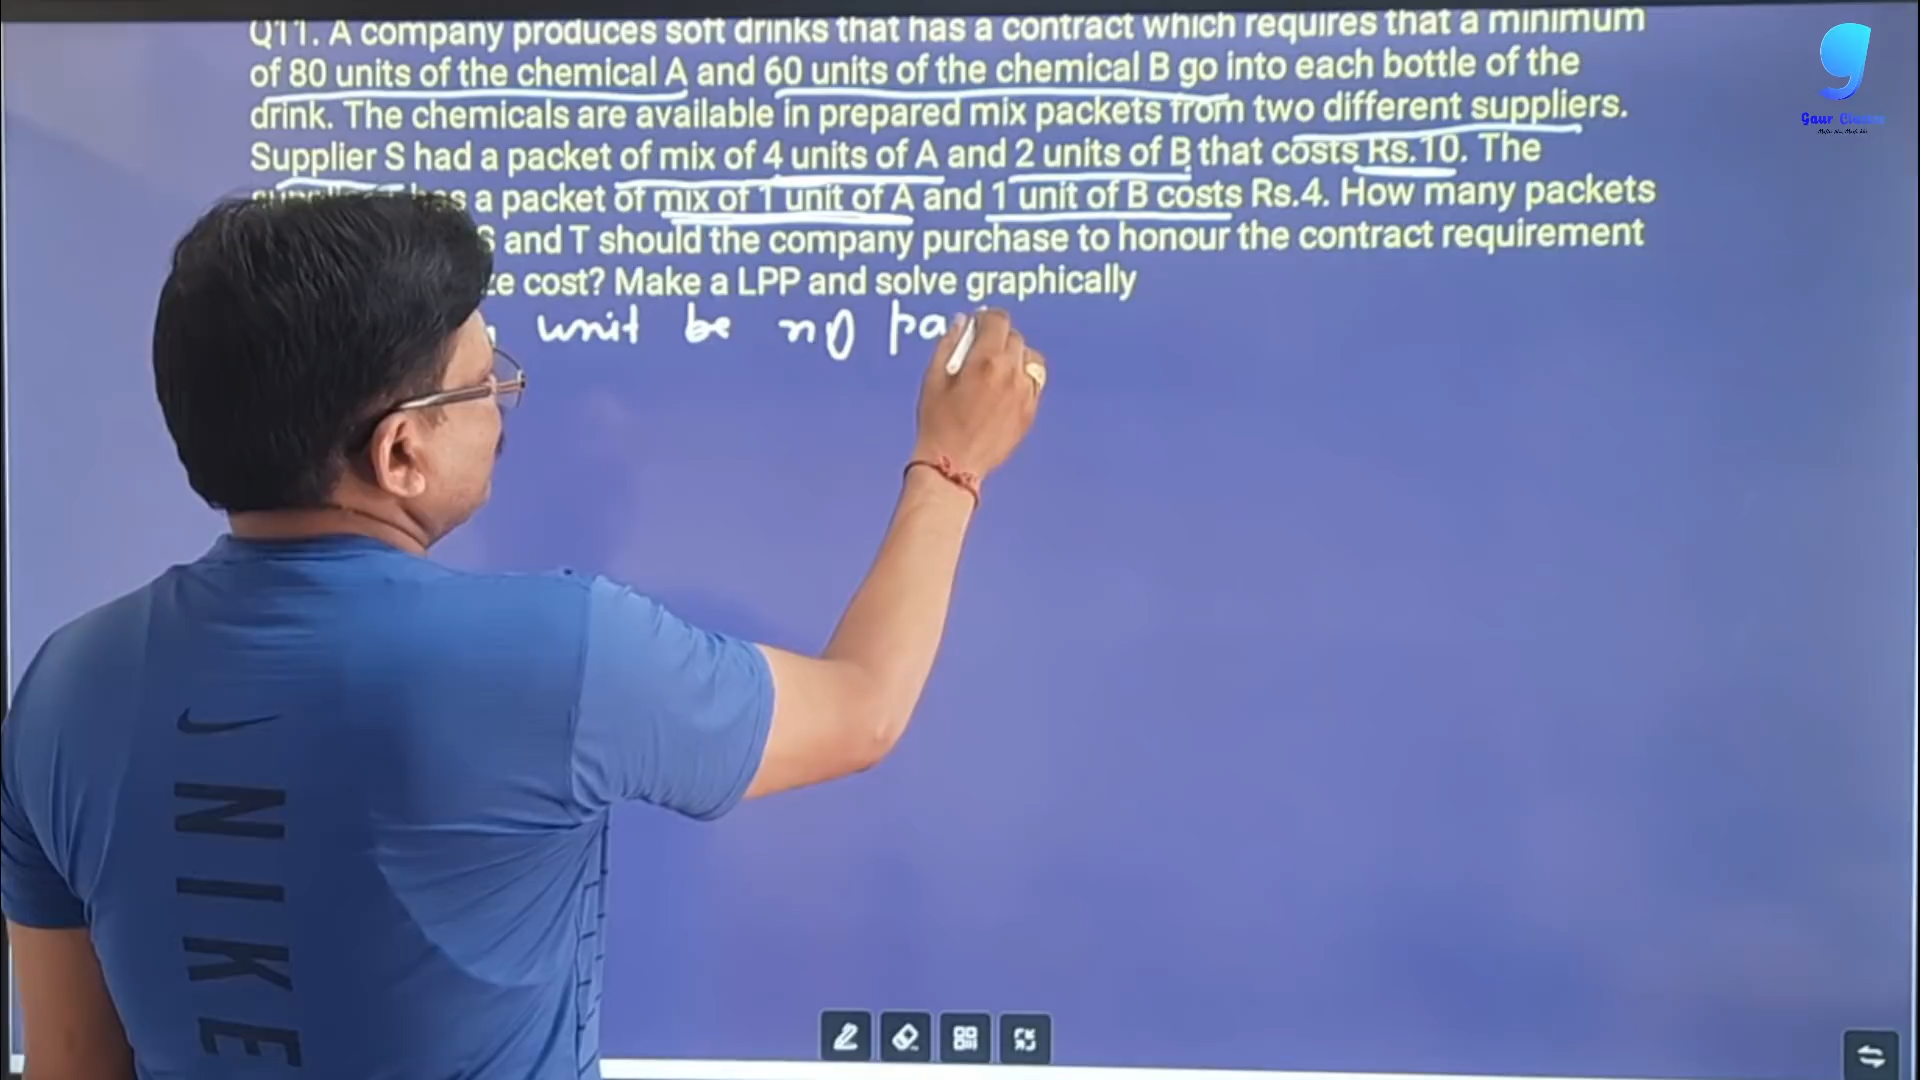 Q11. A company produces soft drinks that has a contract which requires that a minimum
of 80 units of the chemical A and 60 units of the chemical B go into each bottle of the
drink. The chemicals are available in prepared mix packets from two different suppliers.
Supplier S had a packet of mix of 4 units of A and 2 units of B that costs Rs.10. The
has a packet of mix of 1 unit of A and 1 unit of B costs Rs.4. How many packets
S and T should the company purchase to honour the contract requirement
cost? Make a LPP and solve graphically
unit be no pa
NIKE
Gaur Classes